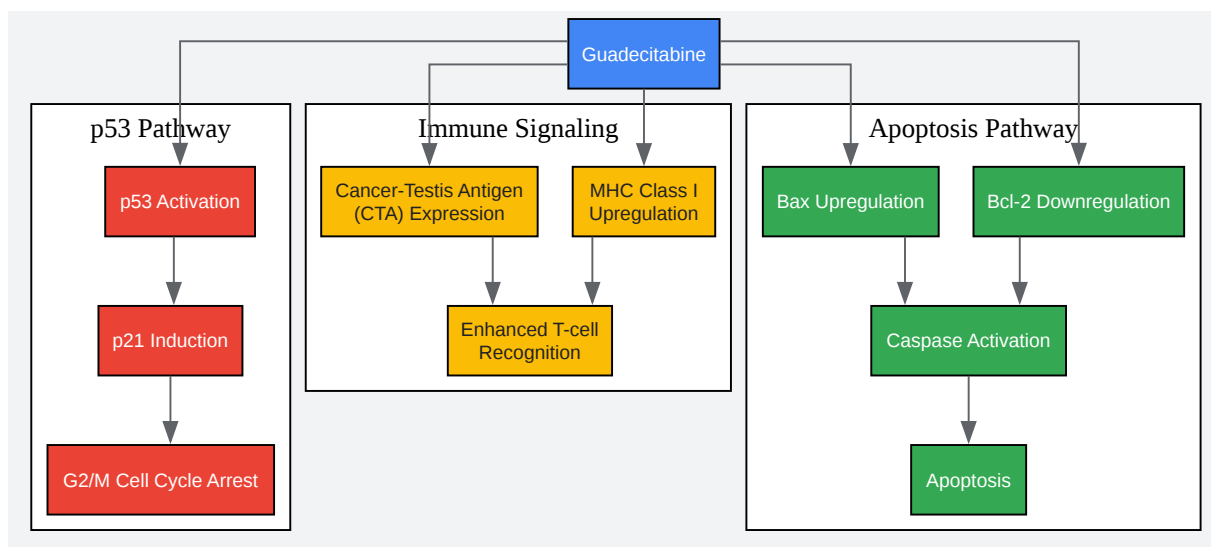 Guadecitabine
p53 Pathway
p53 Activation
p21 Induction
G2/M Cell Cycle Arrest
Immune Signaling
Cancer-Testis Antigen
(CTA) Expression
MHC Class I
Upregulation
Enhanced T-cell
Recognition
Apoptosis Pathway
Bax Upregulation
Bcl-2 Downregulation
Caspase Activation
Apoptosis